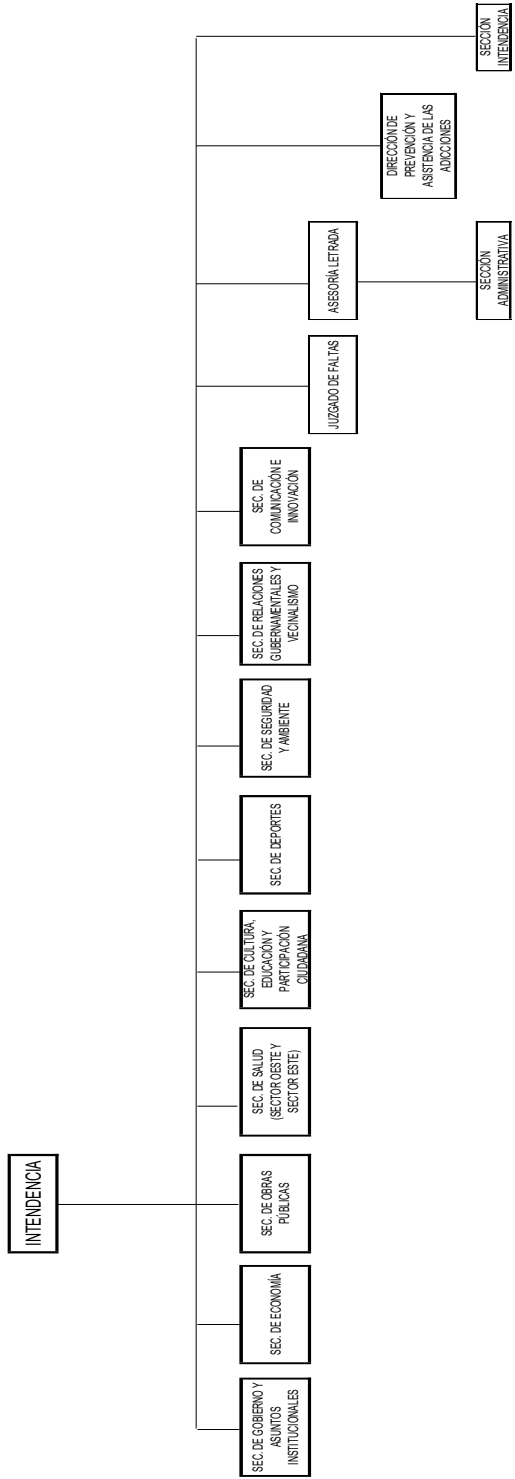 INTENDENCIA
SEC. DE GOBIERNO Y
ASUNTOS
INSTITUCIONALES
SEC. DE ECONOMÍA
SEC. DE OBRAS
PÚBLICAS
SEC. DE SALUD
(SECTOR OESTE Y
SECTOR ESTE)
SEC. DE CULTURA,
EDUCACIÓN Y
PARTICIPACIÓN
CIUDADANA
SEC. DE DEPORTES
SEC. DE SEGURIDAD
Y AMBIENTE
SEC. DE RELACIONES
GUBERNAMENTALES Y
VECINALISMO
SEC. DE
COMUNICACIÓN E
INNOVACIÓN
JUZGADO DE FALTAS
ASESORÍA LETRADA
SECCIÓN
ADMINISTRATIVA
DIRECCIÓN DE
PREVENCIÓN Y
ASISTENCIA DE LAS
ADICCIONES
SECCIÓN
INTENDENCIA